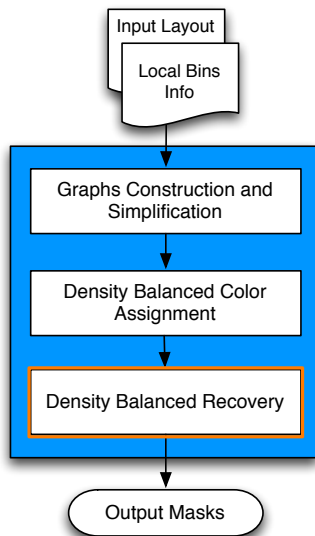 Input Layout
Local Bins
Info
Graphs Construction and
Simplification
Density Balanced Color
Assignment
Density Balanced Recovery
Output Masks